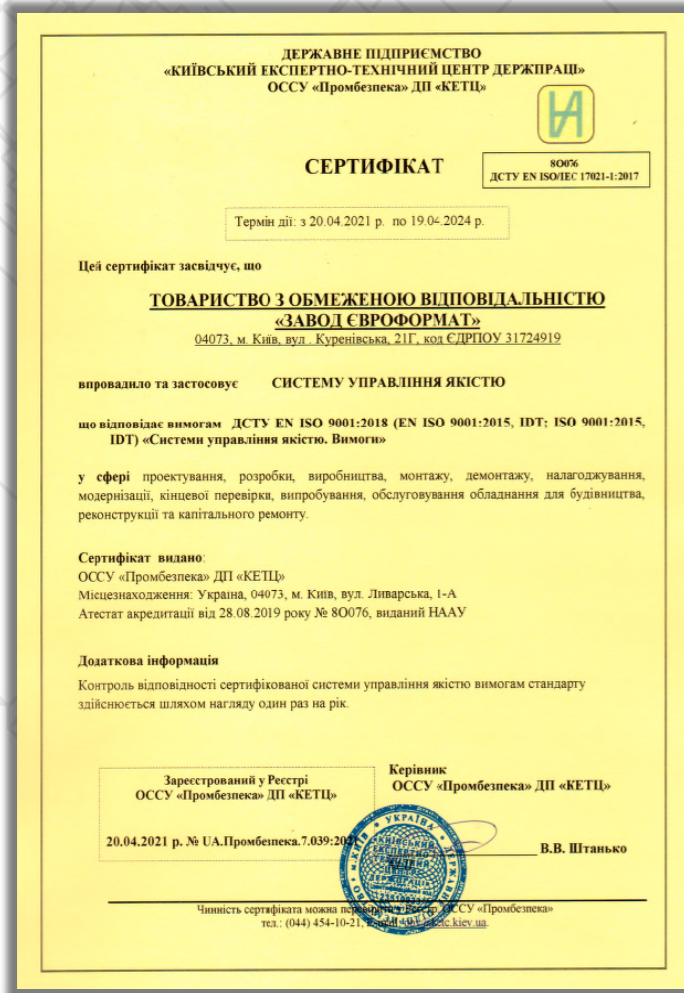 ДЕРЖАВНЕ ПІДПРИЄМСТВО
«КИЇВСЬКИЙ ЕКСПЕРТНО-ТЕХНІЧНИЙ ЦЕНТР ДЕРЖПРАЦІ»
ОССУ «Промбезпека» ДП «КЕТЦ»
СЕРТИФІКАТ
8О076
ДСТУ EN ISO/IEC 17021-1:2017
Термін дії: з 20.04.2021 р. по 19.04.2024 р.
Цей сертифікат засвідчує, що
ТОВАРИСТВО З ОБМЕЖЕНОЮ ВІДПОВІДАЛЬНІСТЮ
«ЗАВОД ЄВРОФОРМАТ»
04073, м. Київ, вул . Куренівська, 21Г, код ЄДРПОУ 31724919
впровадило та застосовує СИСТЕМУ УПРАВЛІННЯ ЯКІСТЮ
що відповідає вимогам ДСТУ EN ISO 9001:2018 (EN ISO 9001:2015, IDT; ISO 9001:2015,
IDT) «Системи управління якістю. Вимоги»
у сфері проектування, розробки, виробництва, монтажу, демонтажу, налагоджування,
модернізації, кінцевої перевірки, випробування, обслуговування обладнання для будівництва,
реконструкції та капітального ремонту.
Сертифікат видано:
ОССУ «Промбезпека» ДП «КЕТЦ»
Місцезнаходження: Україна, 04073, м. Київ, вул. Ливарська, 1-А
Атестат акредитації від 28.08.2019 року № 8О076, виданий НААУ
Додаткова інформація
Контроль відповідності сертифікованої системи управління якістю вимогам стандарту
здійснюється шляхом нагляду один раз на рік.
Зареєстрований у Реєстрі
ОССУ «Промбезпека» ДП «КЕТЦ»
20.04.2021 р. № UA.Промбезпека.7.039:2021
Керівник
ОССУ «Промбезпека» ДП «КЕТЦ»
В.В. Штанько
УКРАЇНА
Чинність сертифіката можна ОССУ «Промбезпека»
тел.: (044) 454-10-21,